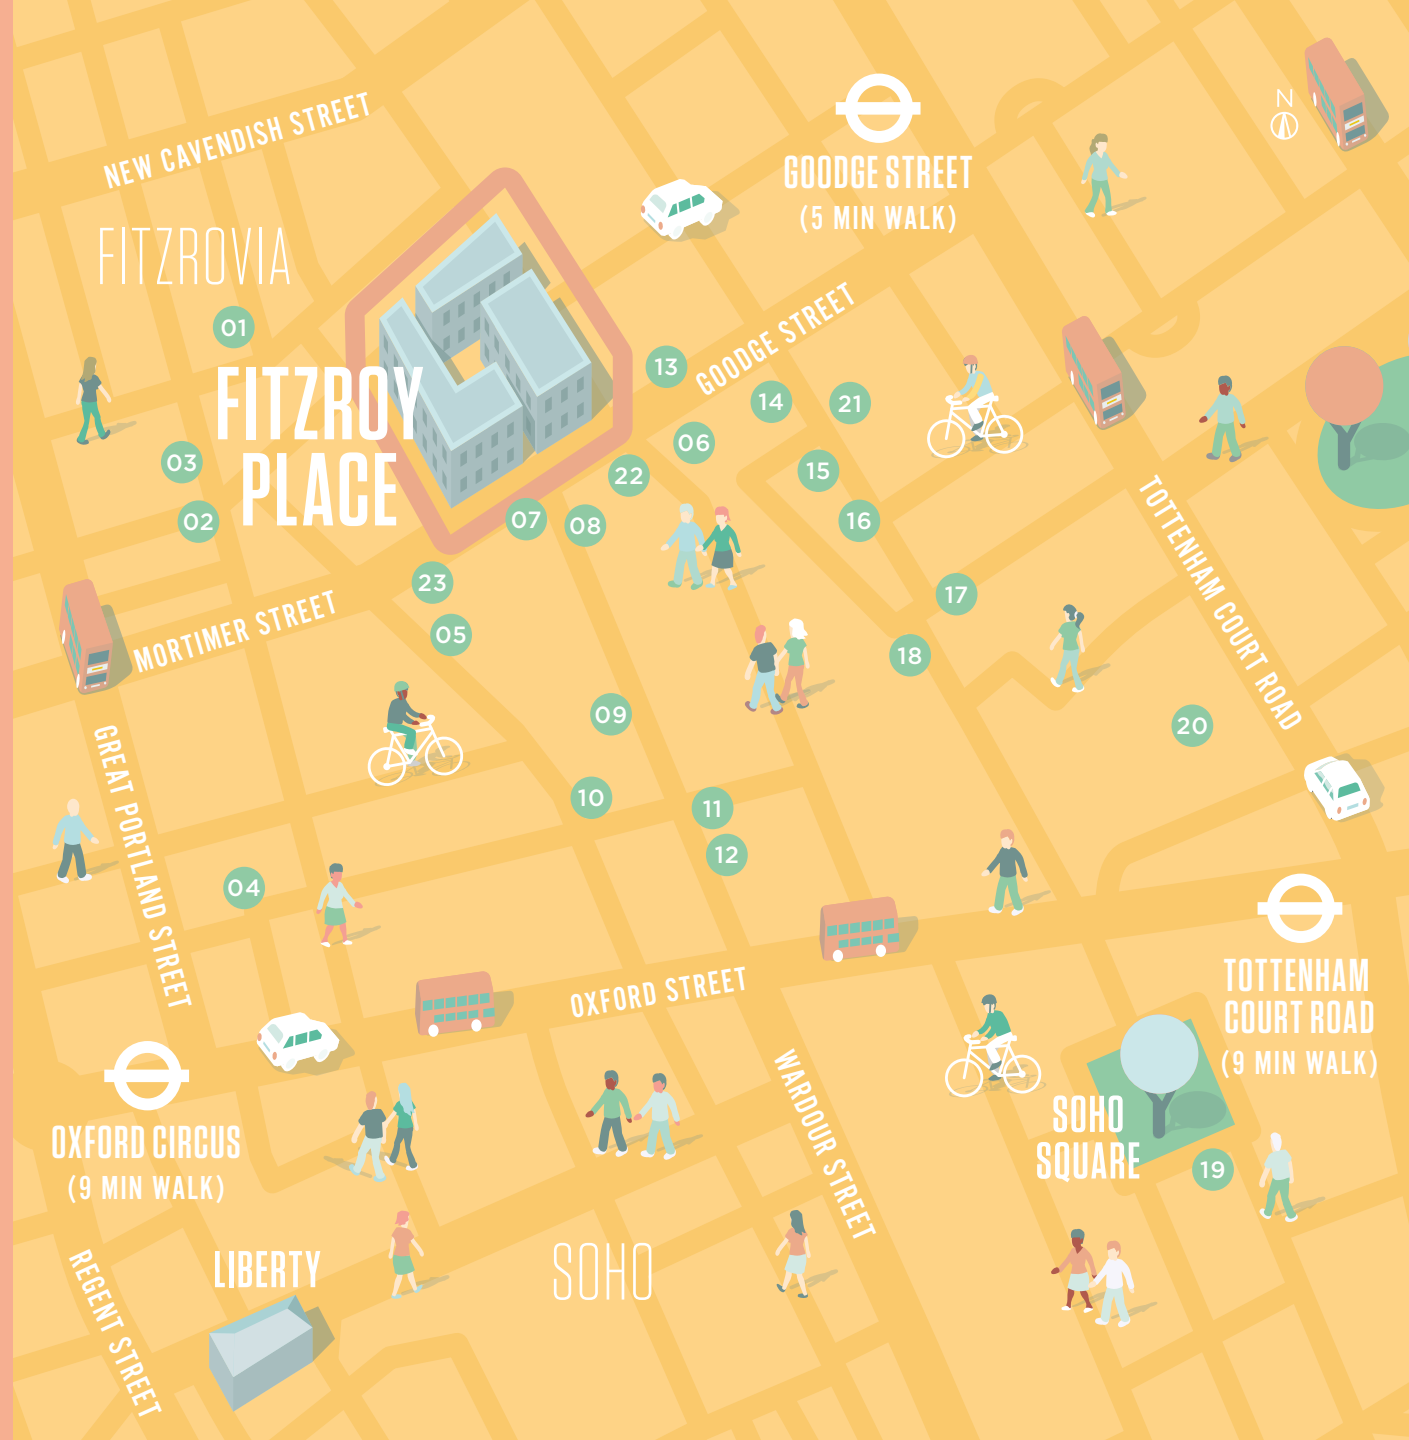 N
NEW CAVENDISH STREET
GOODGE STREET
(5 MIN WALK)
FITZROVIA
01
GOODGE STREET
13
FITZROY
PLACE
14
21
06
03
22
15
02
07
08
16
TOTTENHAM COURT ROAD
23
17
MORTIMER STREET
05
18
09
20
GREAT PORTLAND STREET
10
11
12
04
TOTTENHAM
COURT ROAD
(9 MIN WALK)
OXFORD STREET
WARDOUR STREET
SOHO
SQUARE
OXFORD CIRCUS
(9 MIN WALK)
19
LIBERTY
SOHO
REGENT STREET